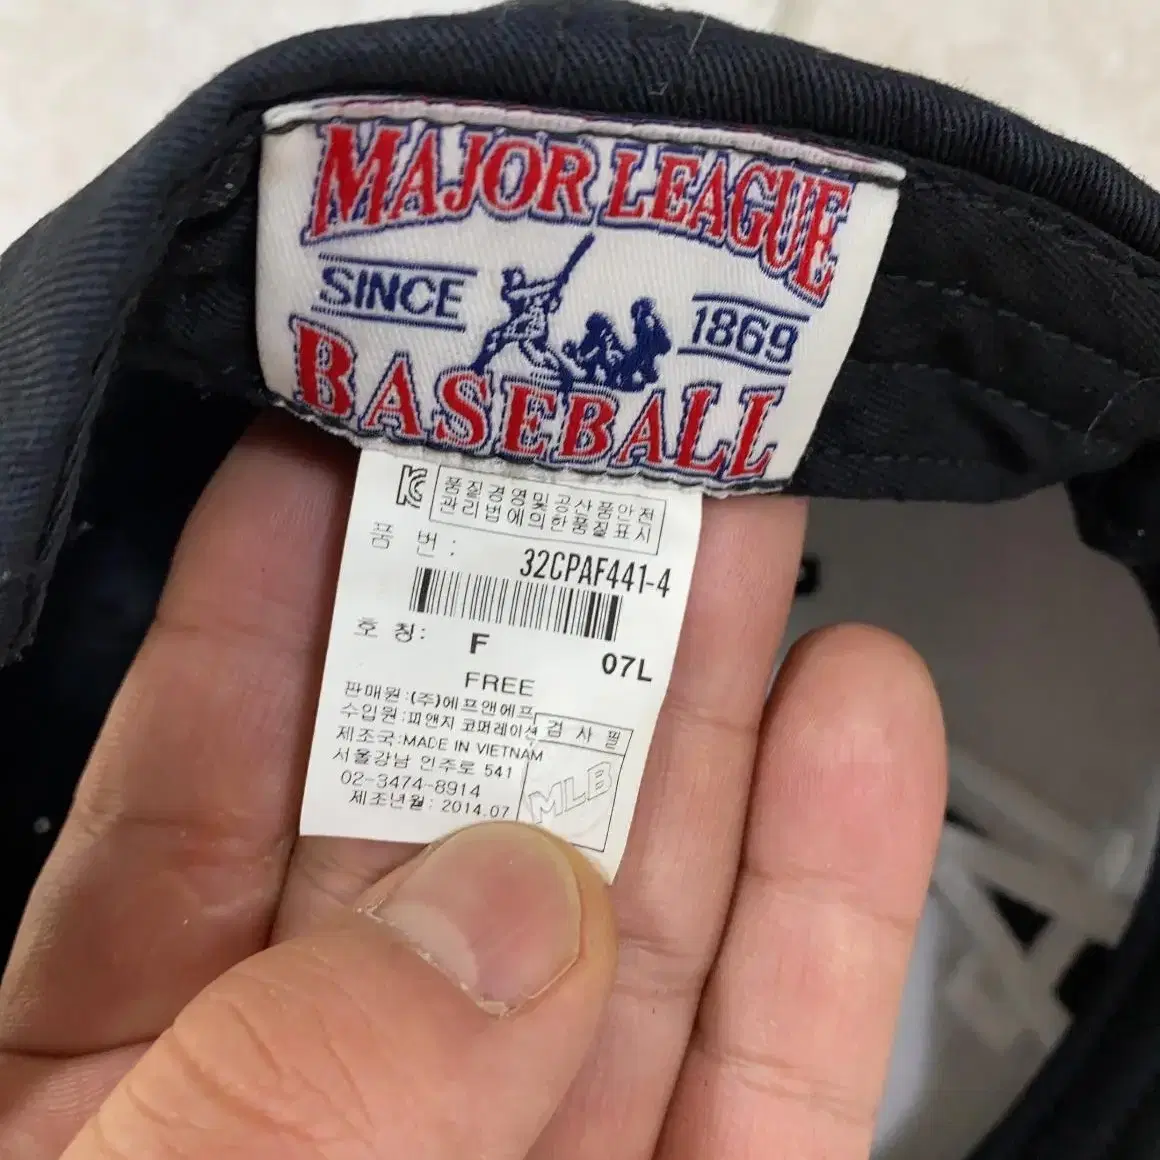 MAJOR LEAGUE
SINCE 1869
BASEBALL
품질경영및공산품안전
관리법에의한품질표시
품 번 : 32CPAF441-4
호 칭: F 07L
FREE
판매원:(주)에프앤에프
수입원:피앤지 코퍼레이션
검 사 필
제조국:MADE IN VIETNAM
서울강남 언주로 541
02-3474-8914
제조년월: 2014.07
MLB